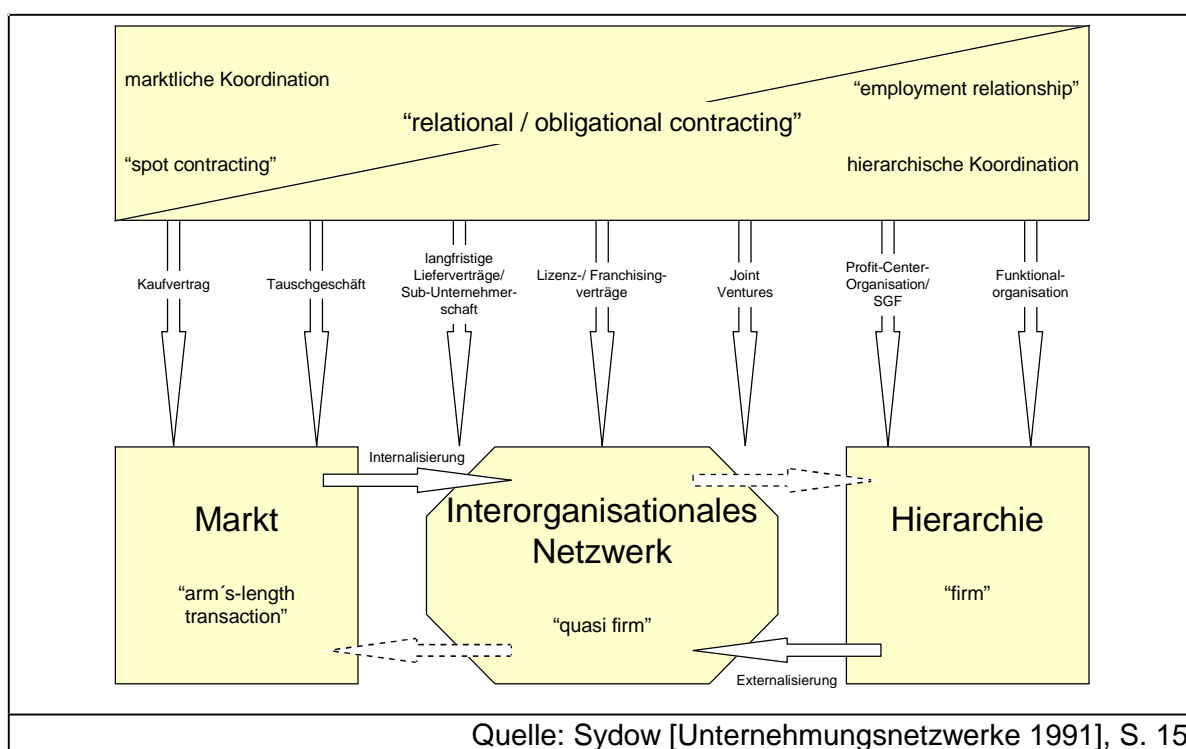 marktliche Koordination
“employment relationship”
“relational / obligational contracting”
“spot contracting”
hierarchische Koordination
Kaufvertrag
Tauschgeschäft
langfristige
Lieferverträge/
Sub-Unternehmer-
schaft
Lizenz-/ Franchising-
verträge
Joint
Ventures
Profit-Center-
Organisation/
SGF
Funktional-
organisation
Internalisierung
Markt
“arm´s-length
transaction”
Interorganisationales
Netzwerk
“quasi firm”
Hierarchie
“firm”
Externalisierung
Quelle: Sydow [Unternehmungsnetzwerke 1991], S. 15